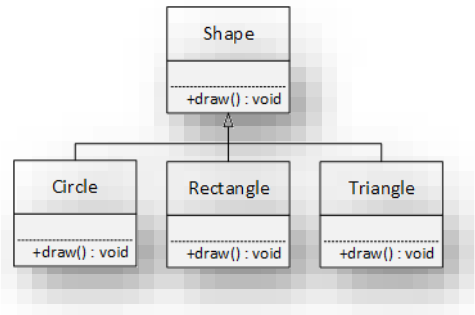 Shape
+draw() : void
Circle
Rectangle
Triangle
+draw() : void
+draw() : void
+draw() : void